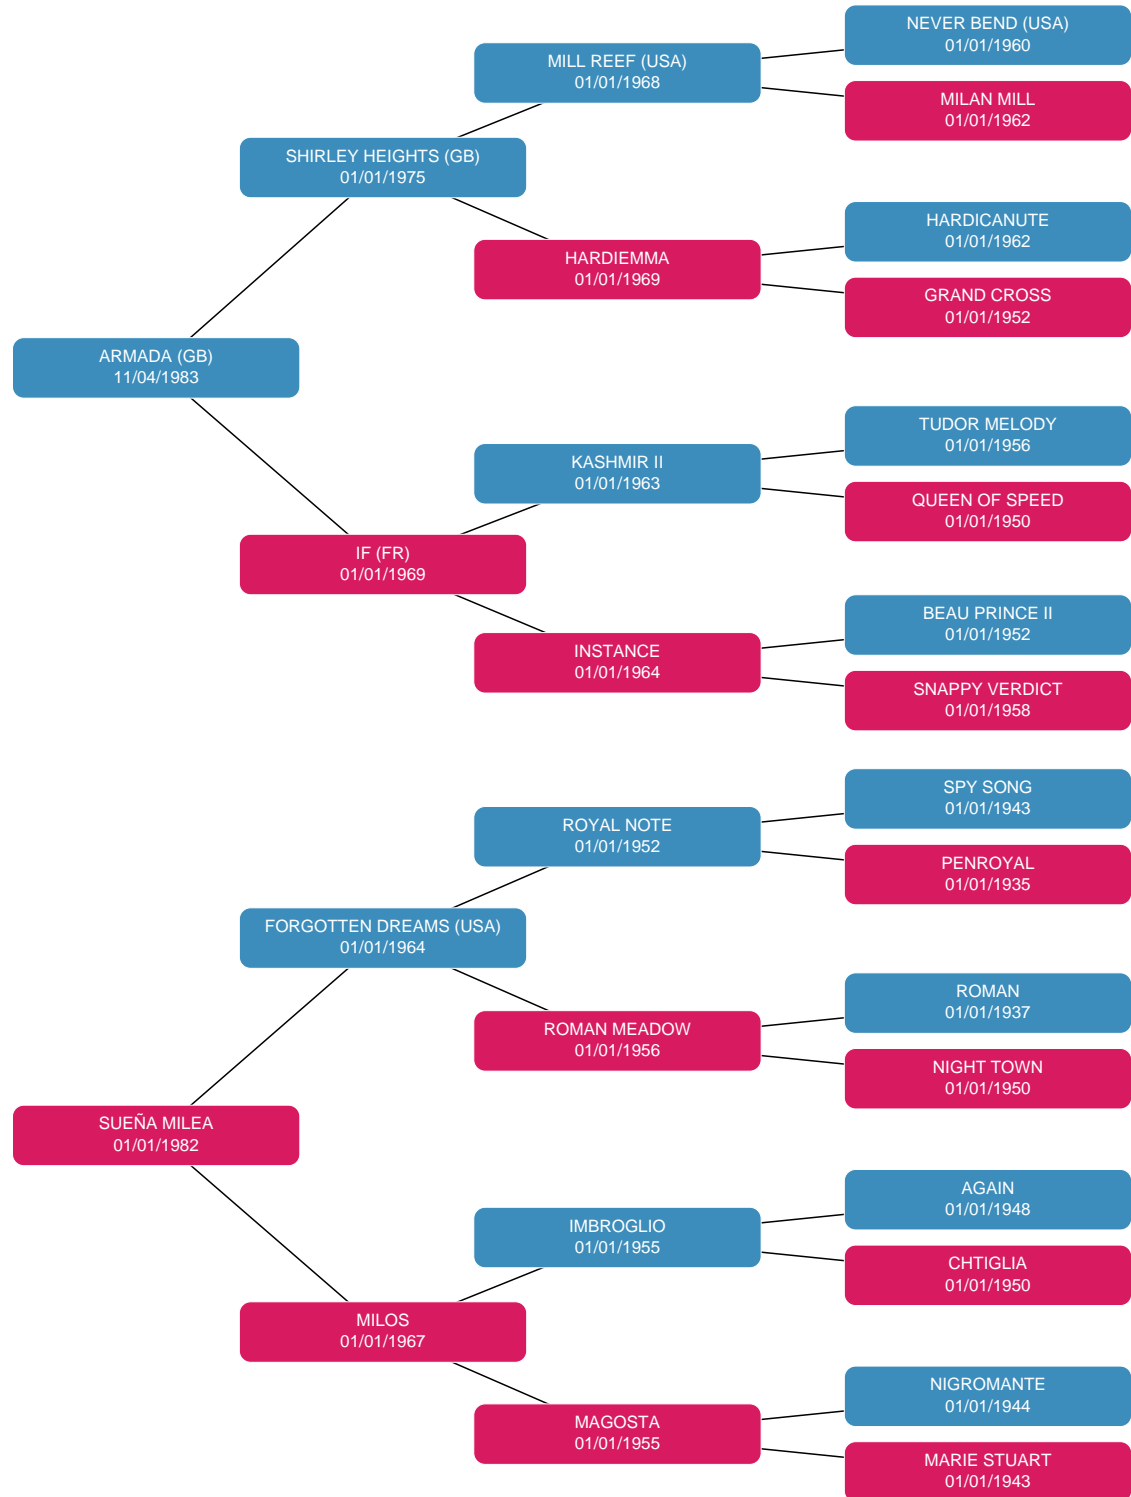 NEVER BEND (USA)
01/01/1960
MILL REEF (USA)
01/01/1968
MILAN MILL
01/01/1962
SHIRLEY HEIGHTS (GB)
01/01/1975
HARDICANUTE
01/01/1962
HARDIEMMA
01/01/1969
GRAND CROSS
01/01/1952
ARMADA (GB)
11/04/1983
TUDOR MELODY
01/01/1956
KASHMIR II
01/01/1963
QUEEN OF SPEED
01/01/1950
IF (FR)
01/01/1969
BEAU PRINCE II
01/01/1952
INSTANCE
01/01/1964
SNAPPY VERDICT
01/01/1958
SPY SONG
01/01/1943
ROYAL NOTE
01/01/1952
PENROYAL
01/01/1935
FORGOTTEN DREAMS (USA)
01/01/1964
ROMAN
01/01/1937
ROMAN MEADOW
01/01/1956
NIGHT TOWN
01/01/1950
SUEÑA MILEA
01/01/1982
AGAIN
01/01/1948
IMBROGLIO
01/01/1955
CHTIGLIA
01/01/1950
MILOS
01/01/1967
NIGROMANTE
01/01/1944
MAGOSTA
01/01/1955
MARIE STUART
01/01/1943